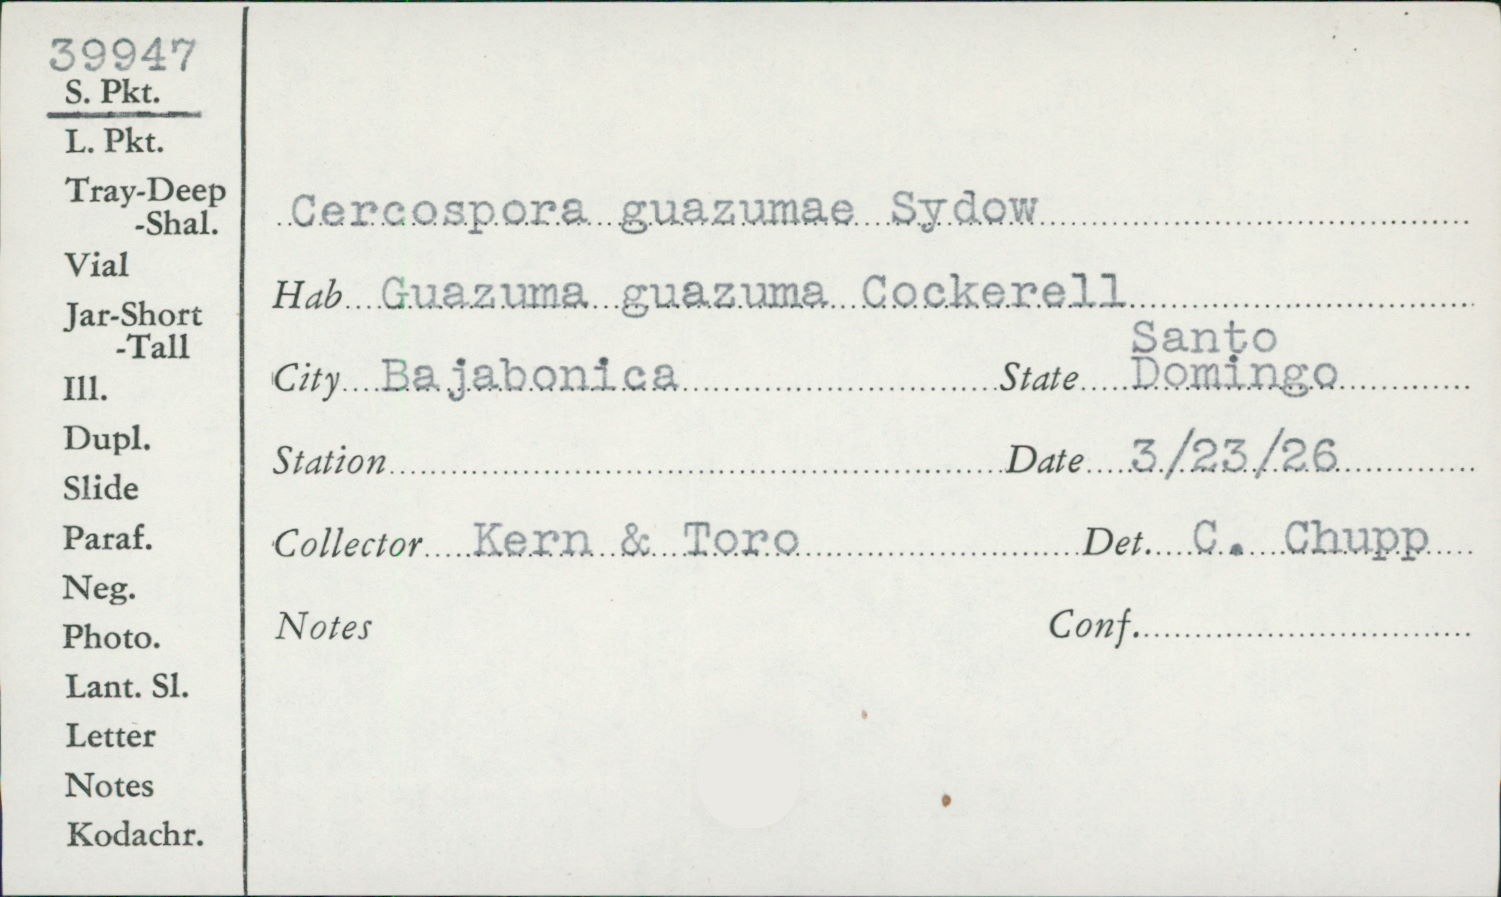 39947
S. Pkt.
L. Pkt.
Tray-Deep
-Shal.
Vial
Jar-Short
-Tall
Ill.
Dupl.
Slide
Paraf.
Neg.
Photo.
Lant. Sl.
Letter
Notes
Kodachr.
Cercospora guazumae Sydow
Hab Guazuma guazuma Cockerell
City Bajabonica State Santo Domingo
Station Date 3/23/26
Collector Kern & Toro Det. C. Chupp
Notes Conf.